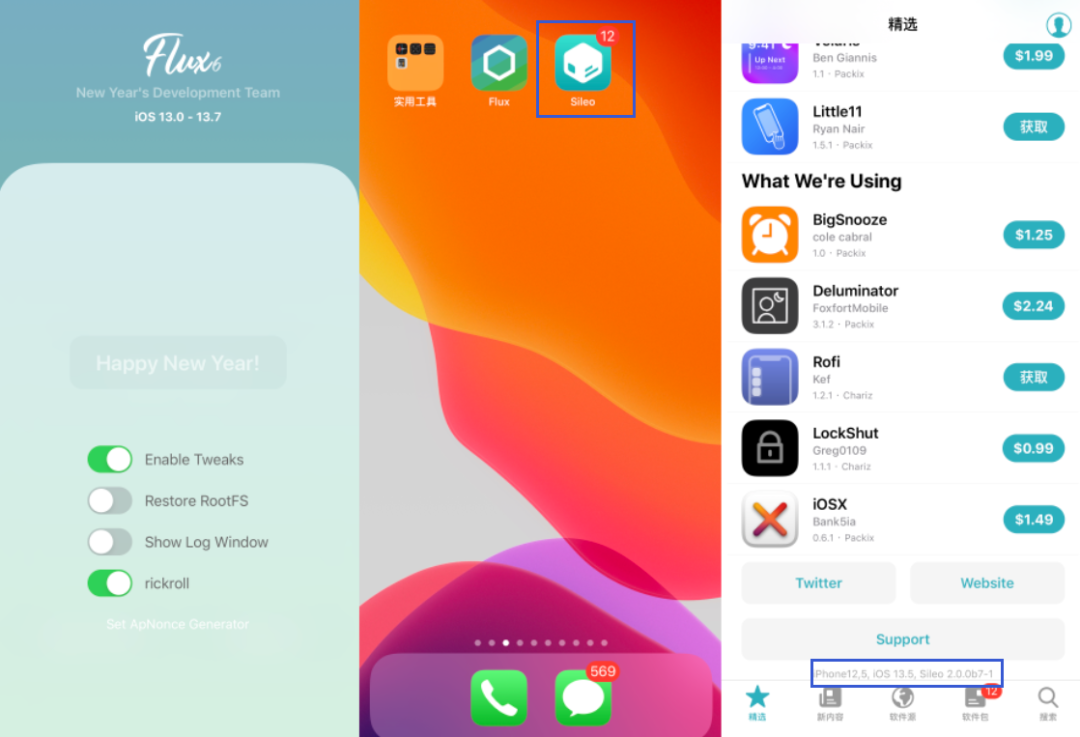 Flux6
New Year's Development Team
iOS 13.0 - 13.7
Happy New Year!
Enable Tweaks
Restore RootFS
Show Log Window
rickroll
Set ApNonce Generator
12
实用工具
Flux
Sileo
569
精选
9:41
Up Next
Ben Giannis
1.1 · Packix
$1.99
Little11
Ryan Nair
1.5.1 · Packix
获取
What We're Using
BigSnooze
cole cabral
1.0 · Packix
$1.25
Deluminator
FoxfortMobile
3.1.2 · Packix
$2.24
Rofi
Kef
1.2.1 · Chariz
获取
LockShut
Greg0109
1.1.1 · Chariz
$0.99
iOSX
Bank5ia
0.6.1 · Packix
$1.49
Twitter
Website
Support
iPhone12,5, iOS 13.5, Sileo 2.0.0b7-1
12
精选
新内容
软件源
软件包
搜索